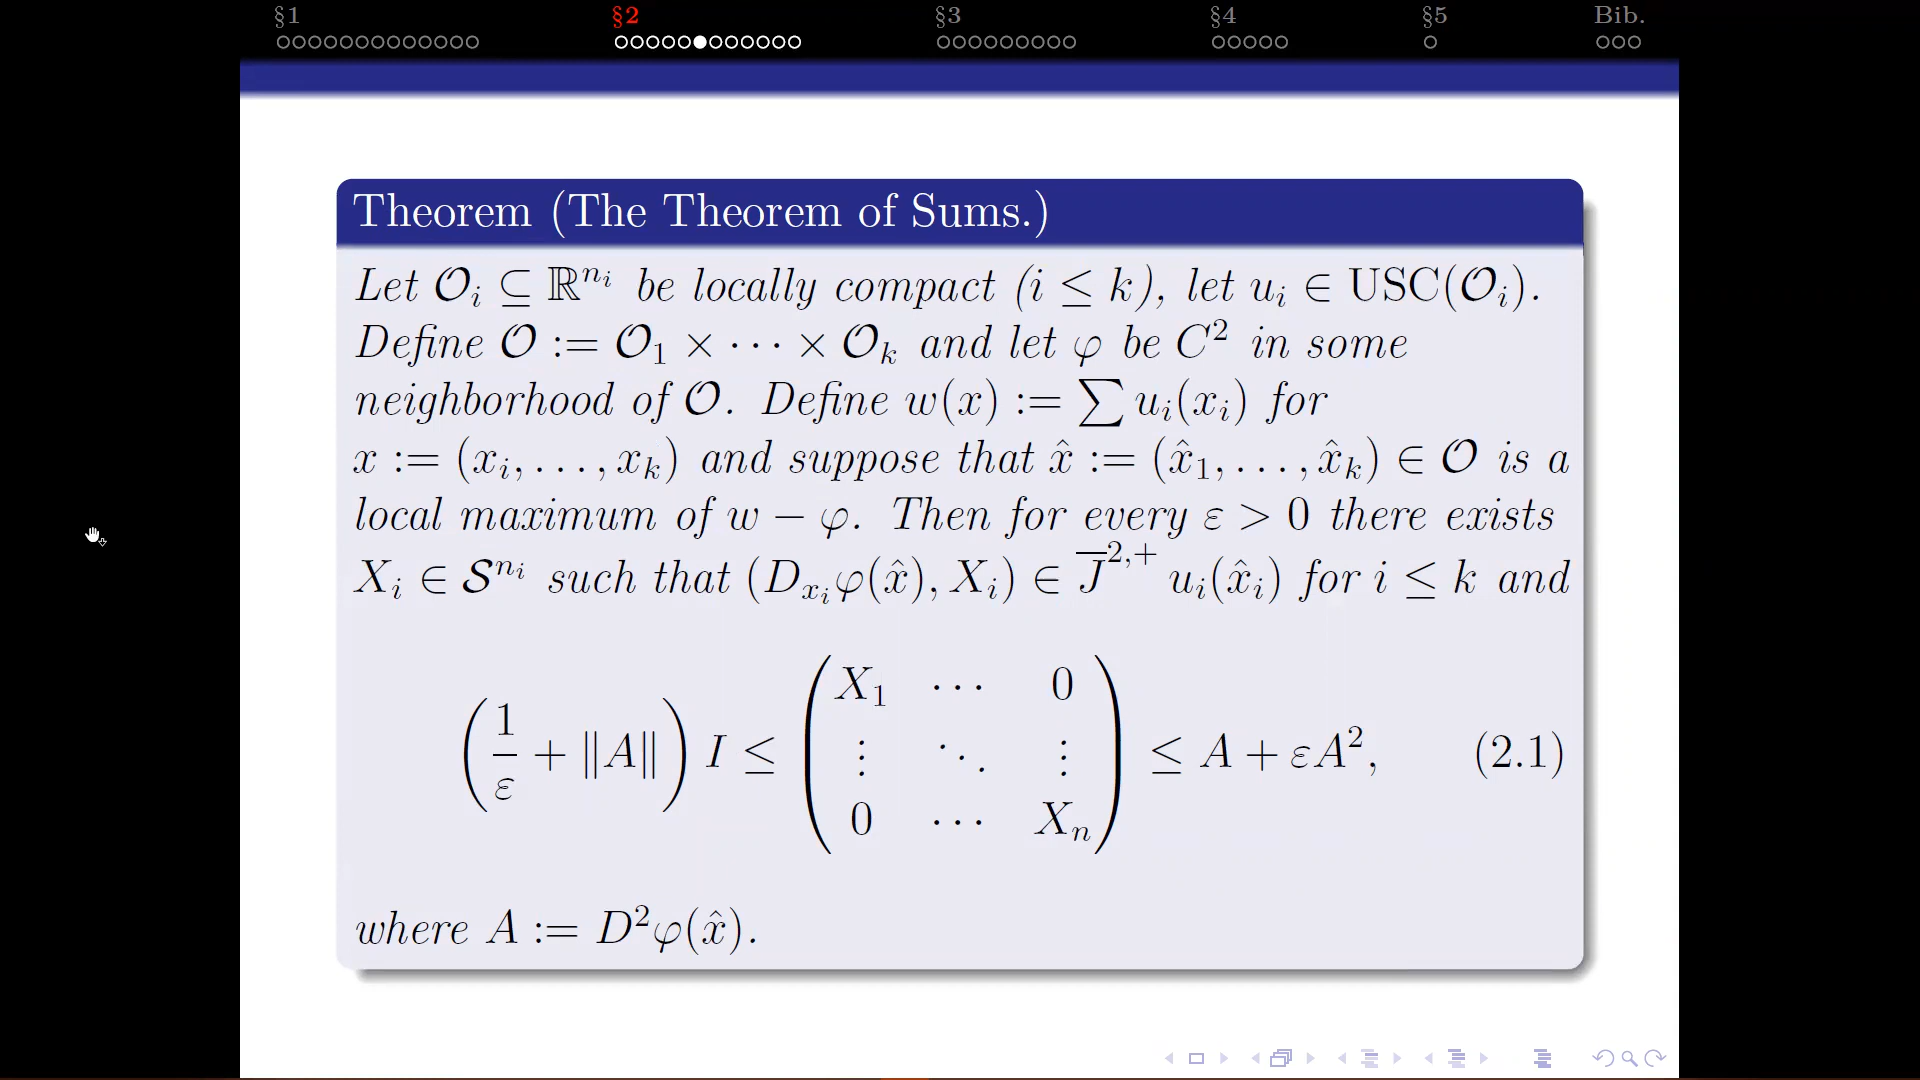 §1 §2 §3 §4 §5 Bib.
Theorem (The Theorem of Sums.)
Let 𝒪ᵢ ⊆ ℝ^{nᵢ} be locally compact (i ≤ k), let uᵢ ∈ USC(𝒪ᵢ).
Define 𝒪 := 𝒪₁ × ⋯ × 𝒪ₖ and let φ be C² in some
neighborhood of 𝒪. Define w(x) := ∑ uᵢ(xᵢ) for
x := (xᵢ, …, xₖ) and suppose that x̂ := (x̂₁, …, x̂ₖ) ∈ 𝒪 is a
local maximum of w − φ. Then for every ε > 0 there exists
Xᵢ ∈ 𝒮^{nᵢ} such that (D_{xᵢ}φ(x̂), Xᵢ) ∈ J̅^{2,+} uᵢ(x̂ᵢ) for i ≤ k and
(1/ε + ‖A‖) I ≤ ( X₁ ⋯ 0 ; ⋮ ⋱ ⋮ ; 0 ⋯ Xₙ ) ≤ A + εA², (2.1)
where A := D²φ(x̂).